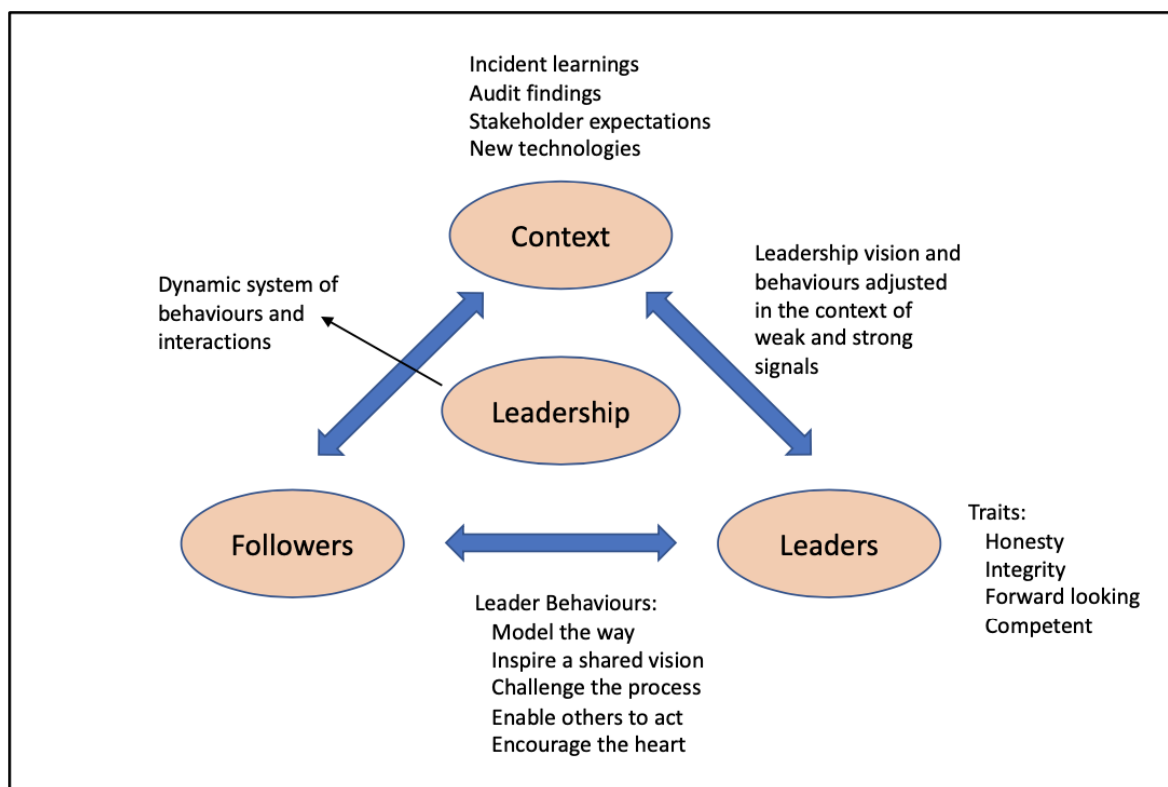 Incident learnings
Audit findings
Stakeholder expectations
New technologies
Context
Leadership vision and
behaviours adjusted
in the context of
weak and strong
signals
Dynamic system of
behaviours and
interactions
Leadership
Followers
Leaders
Traits:
Honesty
Integrity
Forward looking
Competent
Leader Behaviours:
Model the way
Inspire a shared vision
Challenge the process
Enable others to act
Encourage the heart